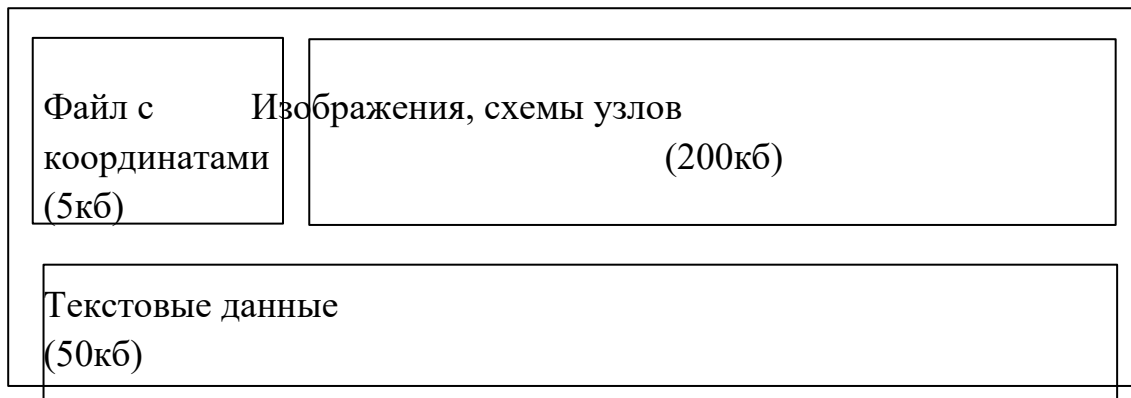 Файл с Изображения, схемы узлов
координатами (200кб)
(5кб)
Текстовые данные
(50кб)